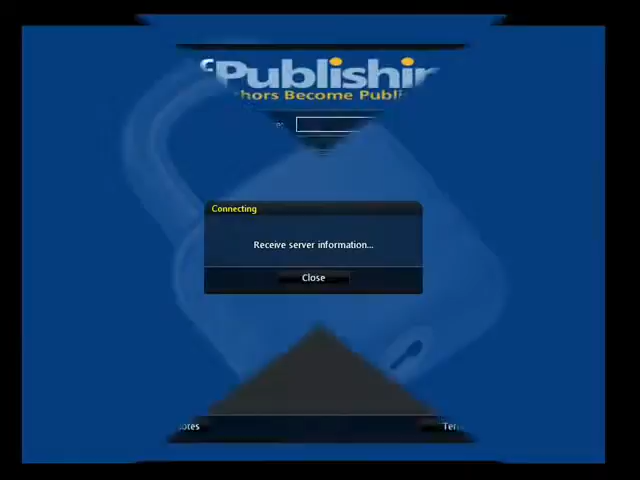 Publishin
hors Become Publi
Connecting
Receive server information...
Close
otes
Ter